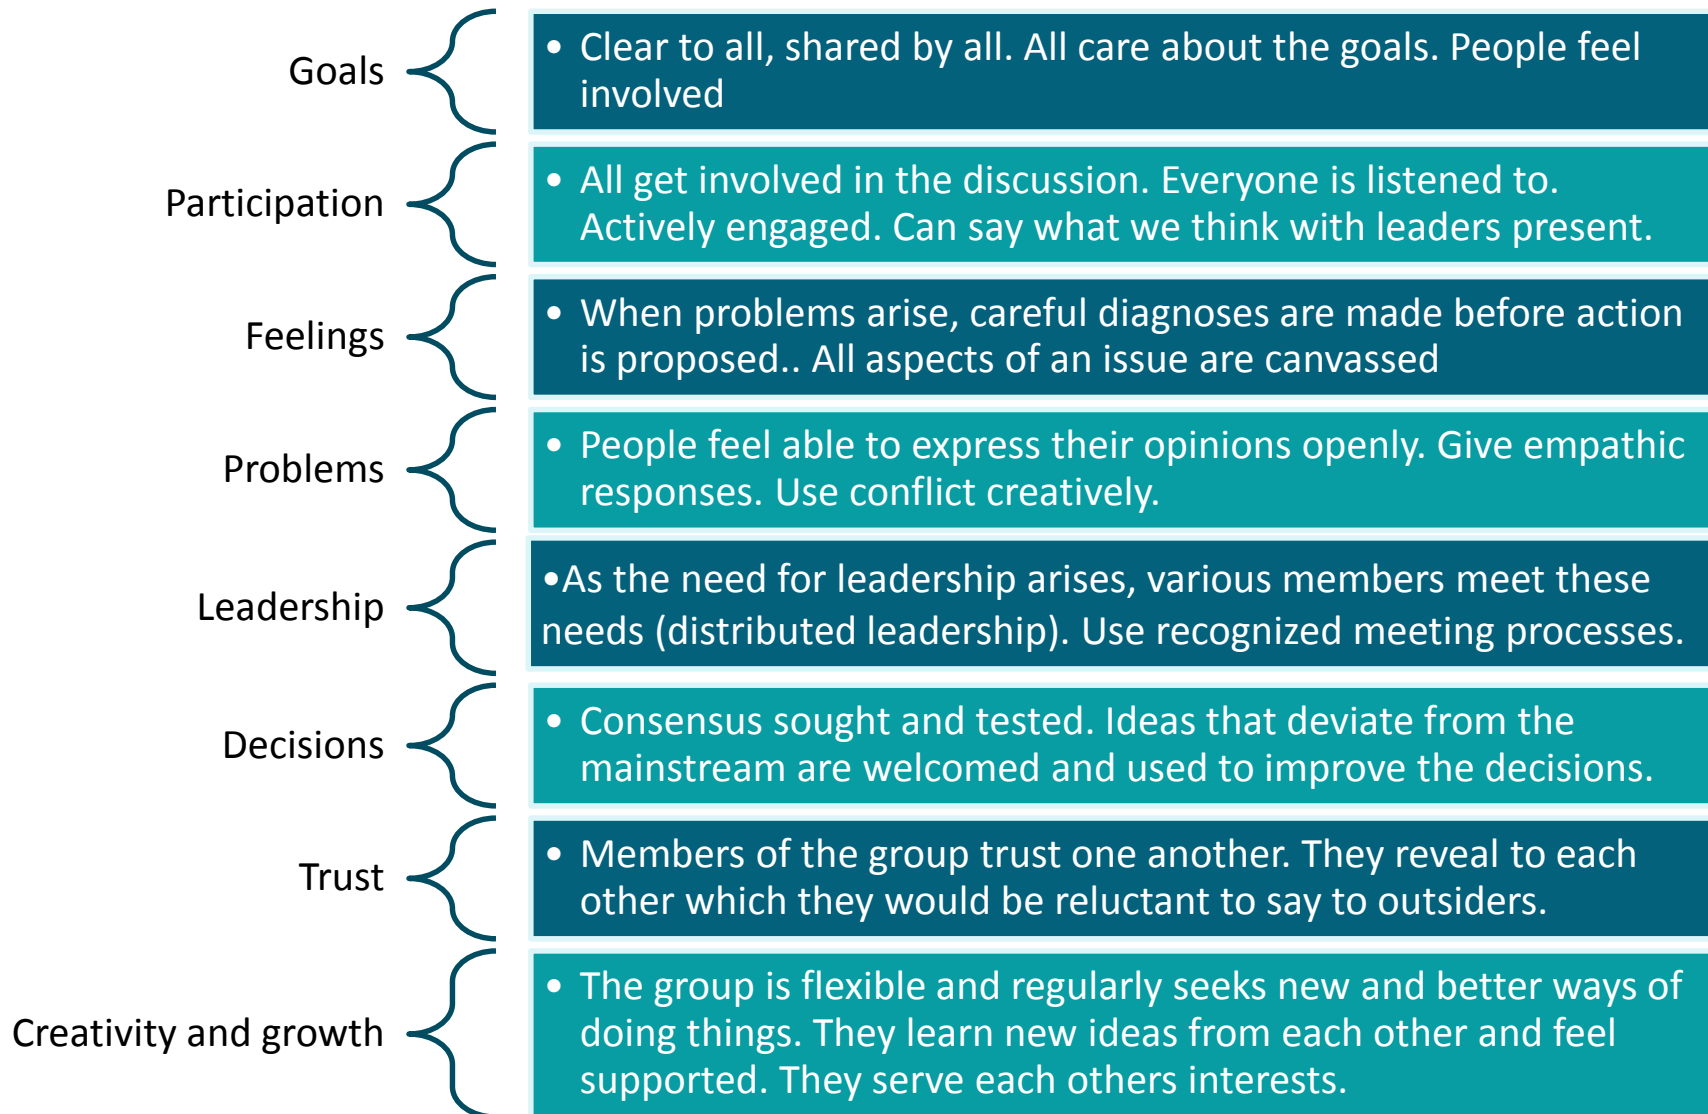 Goals
• Clear to all, shared by all. All care about the goals. People feel
involved
Participation
• All get involved in the discussion. Everyone is listened to.
Actively engaged. Can say what we think with leaders present.
Feelings
• When problems arise, careful diagnoses are made before action
is proposed.. All aspects of an issue are canvassed
Problems
• People feel able to express their opinions openly. Give empathic
responses. Use conflict creatively.
Leadership
•As the need for leadership arises, various members meet these
needs (distributed leadership). Use recognized meeting processes.
Decisions
• Consensus sought and tested. Ideas that deviate from the
mainstream are welcomed and used to improve the decisions.
Trust
• Members of the group trust one another. They reveal to each
other which they would be reluctant to say to outsiders.
Creativity and growth
• The group is flexible and regularly seeks new and better ways of
doing things. They learn new ideas from each other and feel
supported. They serve each others interests.